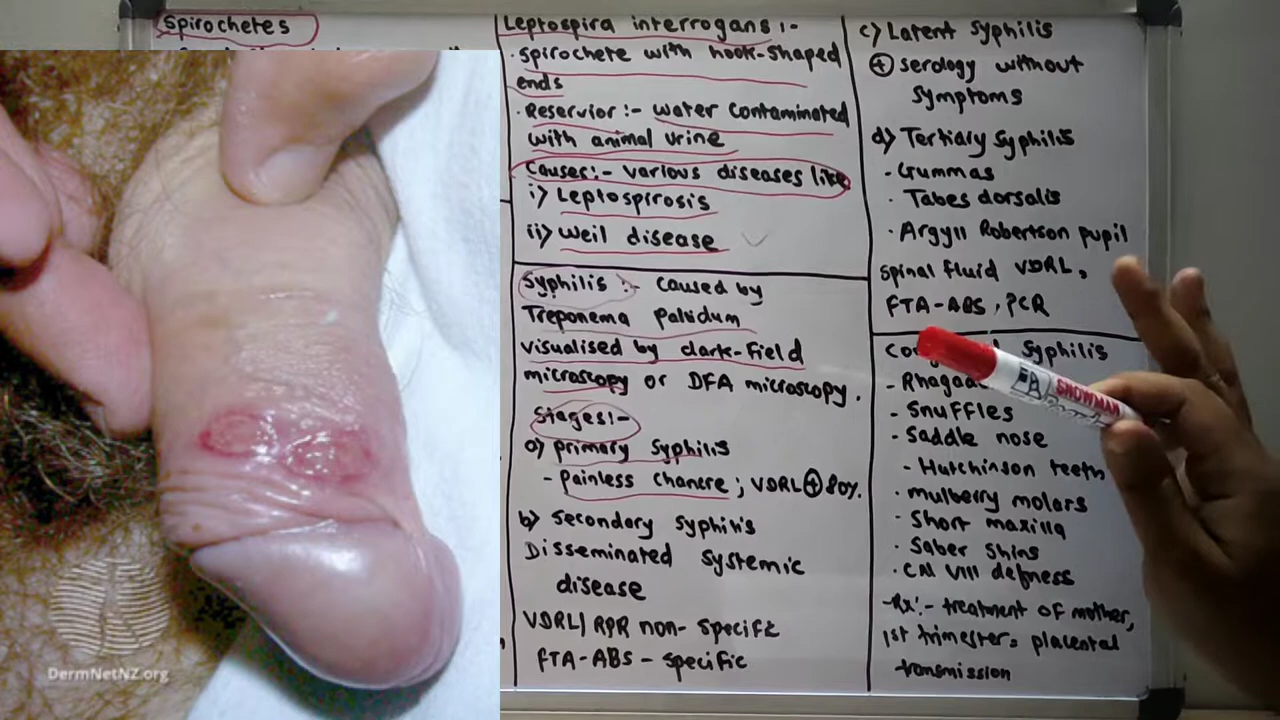 Spirochetes
Leptospira interrogans :-
· spirochete with hook-shaped
ends
· Reservior :- water contaminated
with animal urine
Causes:- various diseases like
i) Leptospirosis
ii) Weil disease
Syphilis :- caused by
Treponema pallidum
visualised by dark-field
microscopy or DFA microscopy.
Stages:-
a) primary syphilis
- painless chancre ; VDRL ⊕ 80%.
b) secondary syphilis
Disseminated systemic
disease
VDRL/RPR non-specific
FTA-ABS - specific
c) Latent syphilis
⊕ serology without
symptoms
d) Tertiary syphilis
- Gummas
· Tabes dorsalis
· Argyll Robertson pupil
spinal fluid VDRL,
FTA-ABS, PCR
syphilis
- Snuffles
- Saddle nose
- Hutchinson teeth
· mulberry molars
· Short maxilla
· Saber Shins
· CN VIII defness
-Rx:- treatment of mother,
1st trimester, placental
transmission
SNOWMAN
DermNetNZ.org